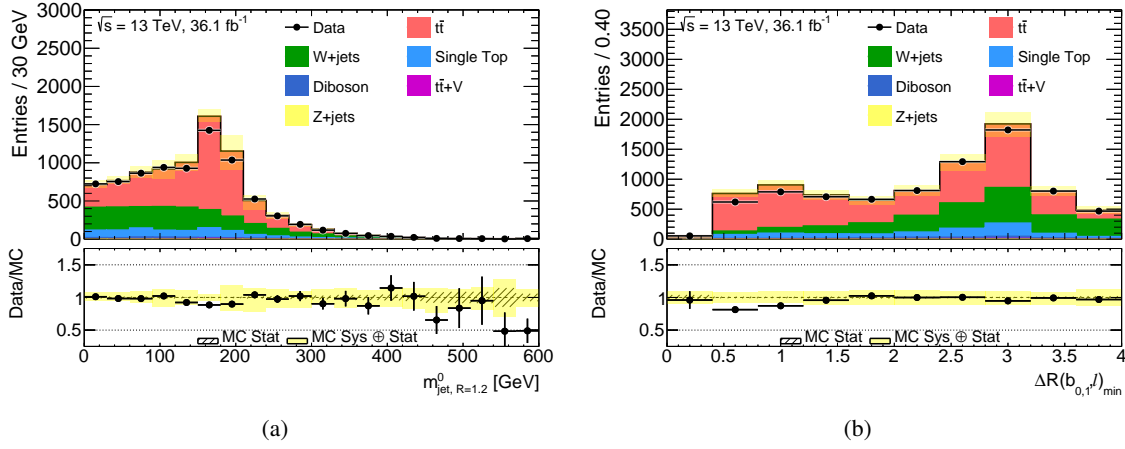 √s = 13 TeV, 36.1 fb⁻¹
Data
tt̄
W+jets
Single Top
Diboson
tt̄+V
Z+jets
Entries / 30 GeV
3000
2500
2000
1500
1000
500
0
Data/MC
1.5
1
0.5
MC Stat
MC Sys ⊕ Stat
0 100 200 300 400 500 600
m⁰jet, R=1.2 [GeV]
(a)
√s = 13 TeV, 36.1 fb⁻¹
Data
tt̄
W+jets
Single Top
Diboson
tt̄+V
Z+jets
Entries / 0.40
3500
3000
2500
2000
1500
1000
500
0
Data/MC
1.5
1
0.5
MC Stat
MC Sys ⊕ Stat
0 0.5 1 1.5 2 2.5 3 3.5 4
ΔR(b0,1,l)min
(b)